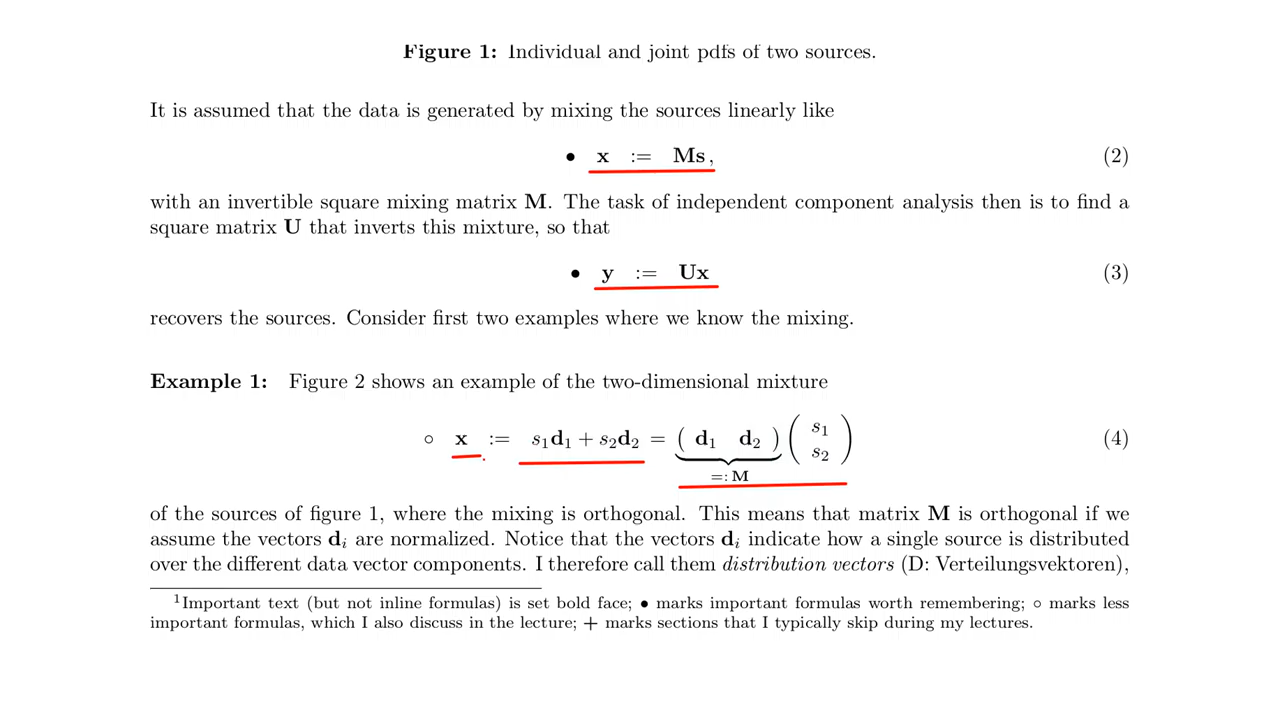 Figure 1: Individual and joint pdfs of two sources.
It is assumed that the data is generated by mixing the sources linearly like
• x := Ms , (2)
with an invertible square mixing matrix M. The task of independent component analysis then is to find a
square matrix U that inverts this mixture, so that
• y := Ux (3)
recovers the sources. Consider first two examples where we know the mixing.
Example 1: Figure 2 shows an example of the two-dimensional mixture
◦ x := s₁d₁ + s₂d₂ = ( d₁ d₂ ) ( s₁ s₂ ) (4)
=: M
of the sources of figure 1, where the mixing is orthogonal. This means that matrix M is orthogonal if we
assume the vectors dᵢ are normalized. Notice that the vectors dᵢ indicate how a single source is distributed
over the different data vector components. I therefore call them distribution vectors (D: Verteilungsvektoren),
¹Important text (but not inline formulas) is set bold face; • marks important formulas worth remembering; ◦ marks less
important formulas, which I also discuss in the lecture; + marks sections that I typically skip during my lectures.